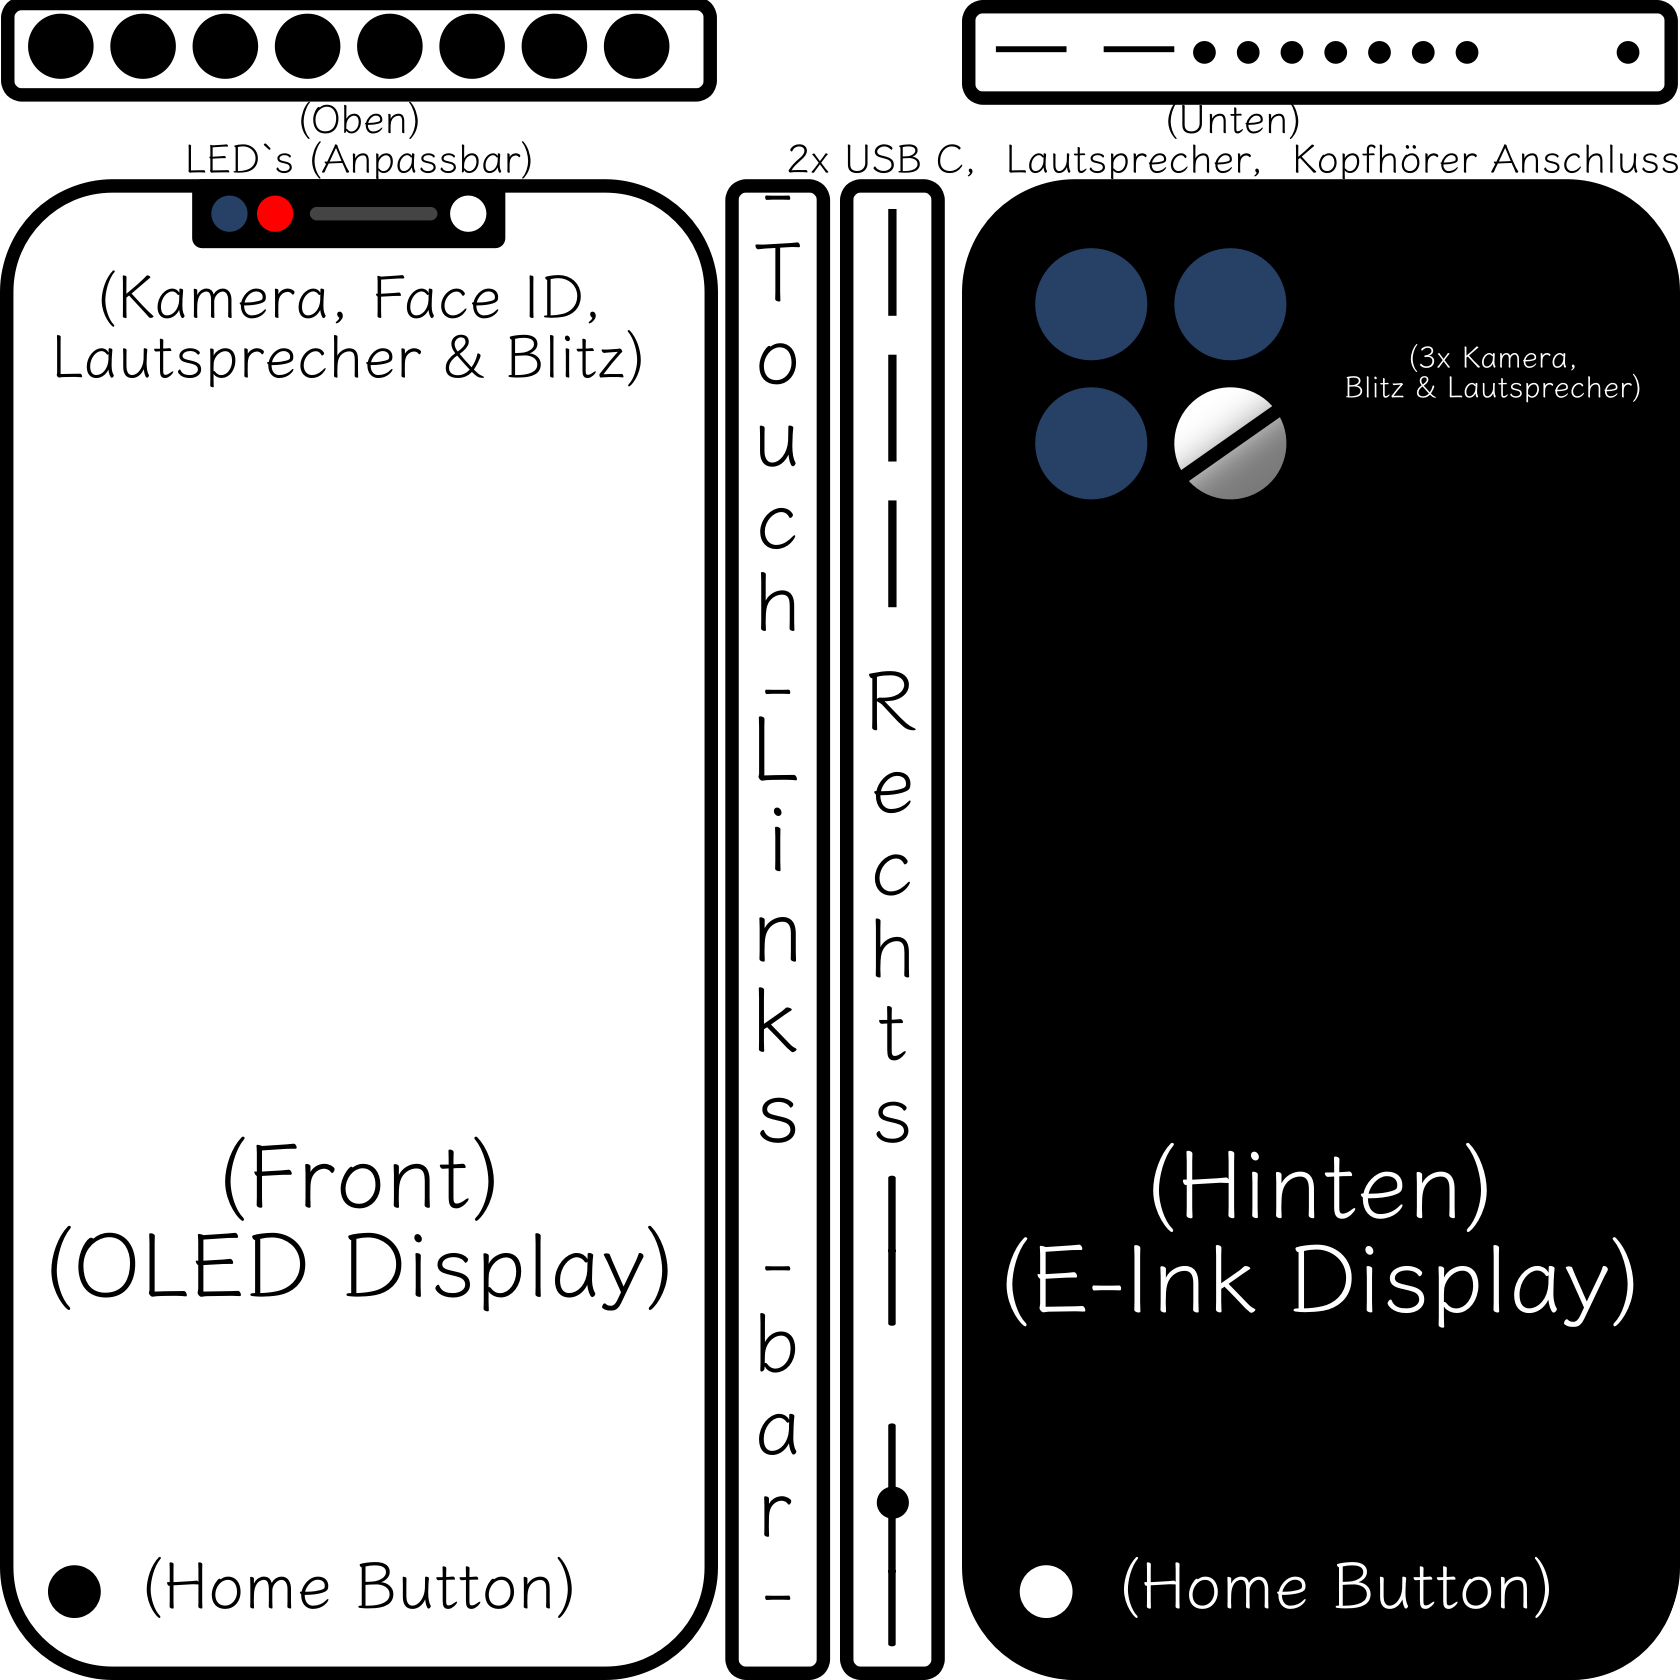 (Oben)
LED`s (Anpassbar)
(Unten)
2x USB C, Lautsprecher, Kopfhörer Anschluss
(Kamera, Face ID,
Lautsprecher & Blitz)
(Front)
(OLED Display)
(Home Button)
-Touch-Links -bar-
Rechts
(3x Kamera,
Blitz & Lautsprecher)
(Hinten)
(E-Ink Display)
(Home Button)